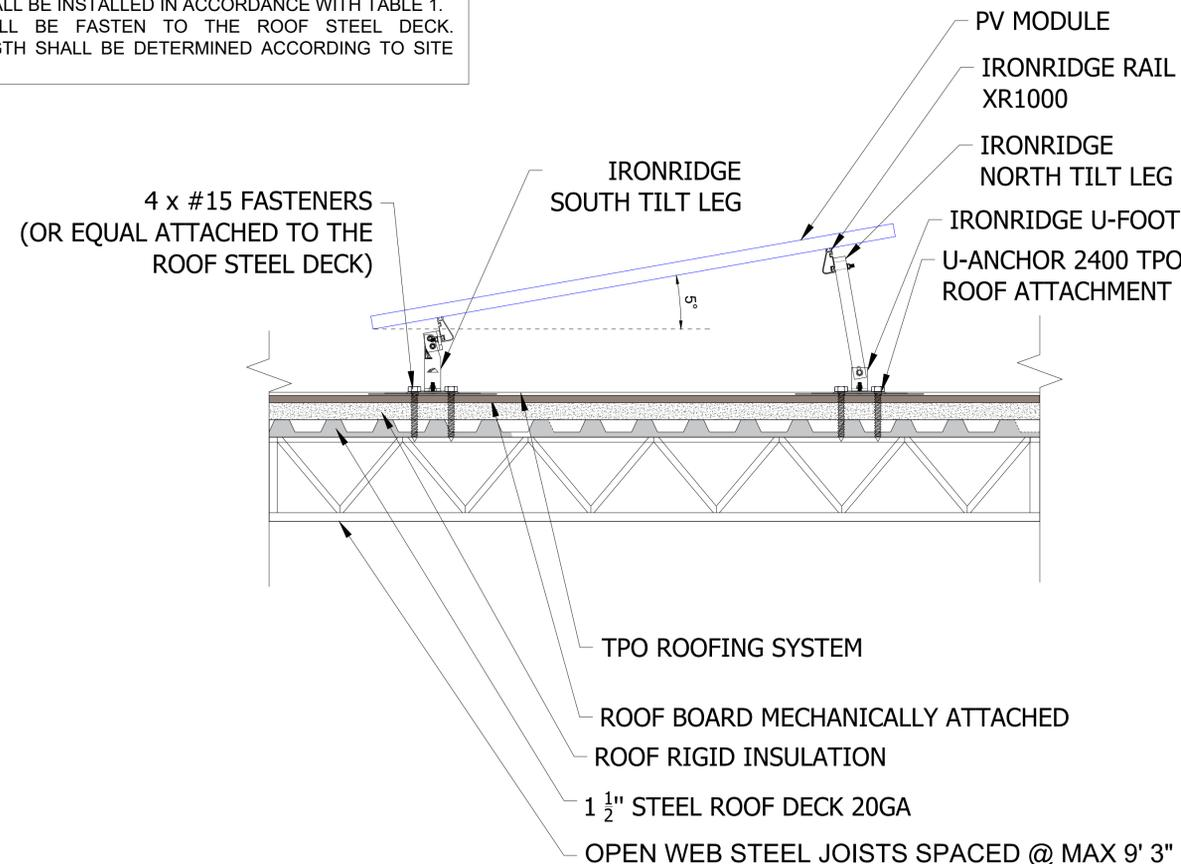 ALL BE INSTALLED IN ACCORDANCE WITH TABLE 1.
LL BE FASTEN TO THE ROOF STEEL DECK.
GTH SHALL BE DETERMINED ACCORDING TO SITE
PV MODULE
IRONRIDGE RAIL
XR1000
IRONRIDGE
NORTH TILT LEG
IRONRIDGE U-FOOT
U-ANCHOR 2400 TPO
ROOF ATTACHMENT
IRONRIDGE
SOUTH TILT LEG
4 x #15 FASTENERS
(OR EQUAL ATTACHED TO THE
ROOF STEEL DECK)
5°
TPO ROOFING SYSTEM
ROOF BOARD MECHANICALLY ATTACHED
ROOF RIGID INSULATION
1 1/2" STEEL ROOF DECK 20GA
OPEN WEB STEEL JOISTS SPACED @ MAX 9' 3"